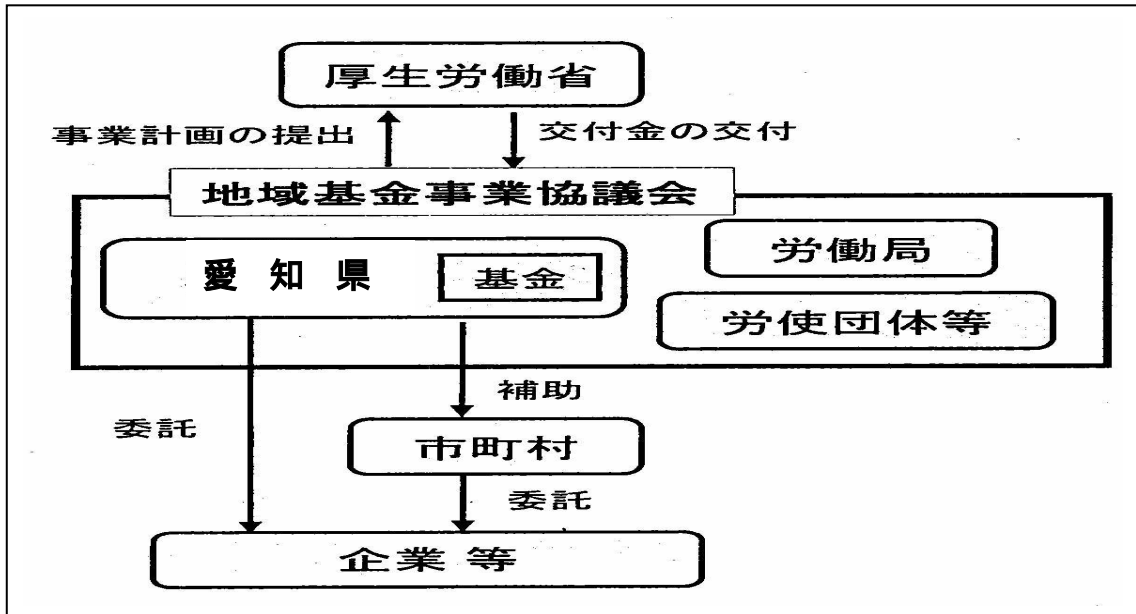 厚生労働省
事業計画の提出
交付金の交付
地域基金事業協議会
愛知県
基金
労働局
労使団体等
補助
委託
市町村
委託
企業等